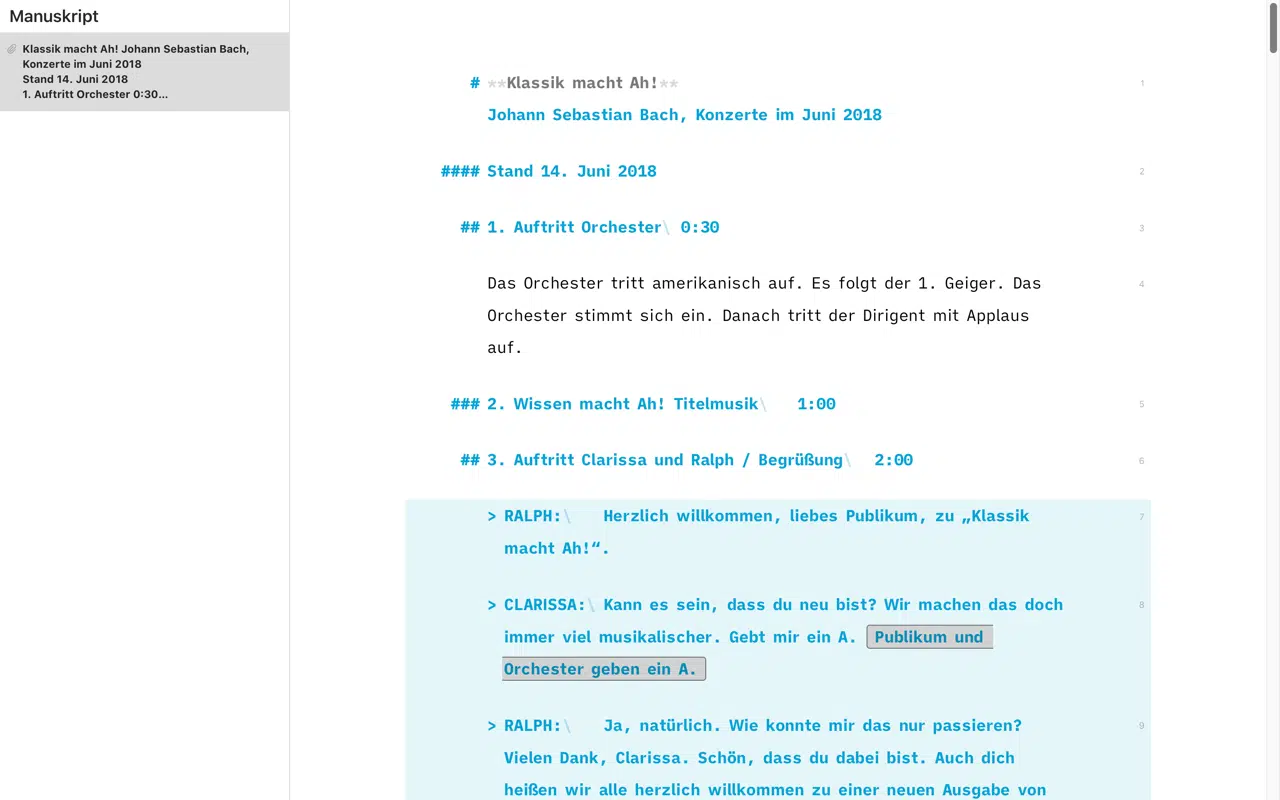 Manuskript
Klassik macht Ah! Johann Sebastian Bach,
Konzerte im Juni 2018
Stand 14. Juni 2018
1. Auftritt Orchester 0:30...
# **Klassik macht Ah!** 1
Johann Sebastian Bach, Konzerte im Juni 2018
#### Stand 14. Juni 2018 2
## 1. Auftritt Orchester\ 0:30 3
Das Orchester tritt amerikanisch auf. Es folgt der 1. Geiger. Das 4
Orchester stimmt sich ein. Danach tritt der Dirigent mit Applaus
auf.
### 2. Wissen macht Ah! Titelmusik\ 1:00 5
## 3. Auftritt Clarissa und Ralph / Begrüßung\ 2:00 6
> RALPH:\ Herzlich willkommen, liebes Publikum, zu „Klassik 7
macht Ah!“.
> CLARISSA:\ Kann es sein, dass du neu bist? Wir machen das doch 8
immer viel musikalischer. Gebt mir ein A. Publikum und
Orchester geben ein A.
> RALPH:\ Ja, natürlich. Wie konnte mir das nur passieren? 9
Vielen Dank, Clarissa. Schön, dass du dabei bist. Auch dich
heißen wir alle herzlich willkommen zu einer neuen Ausgabe von